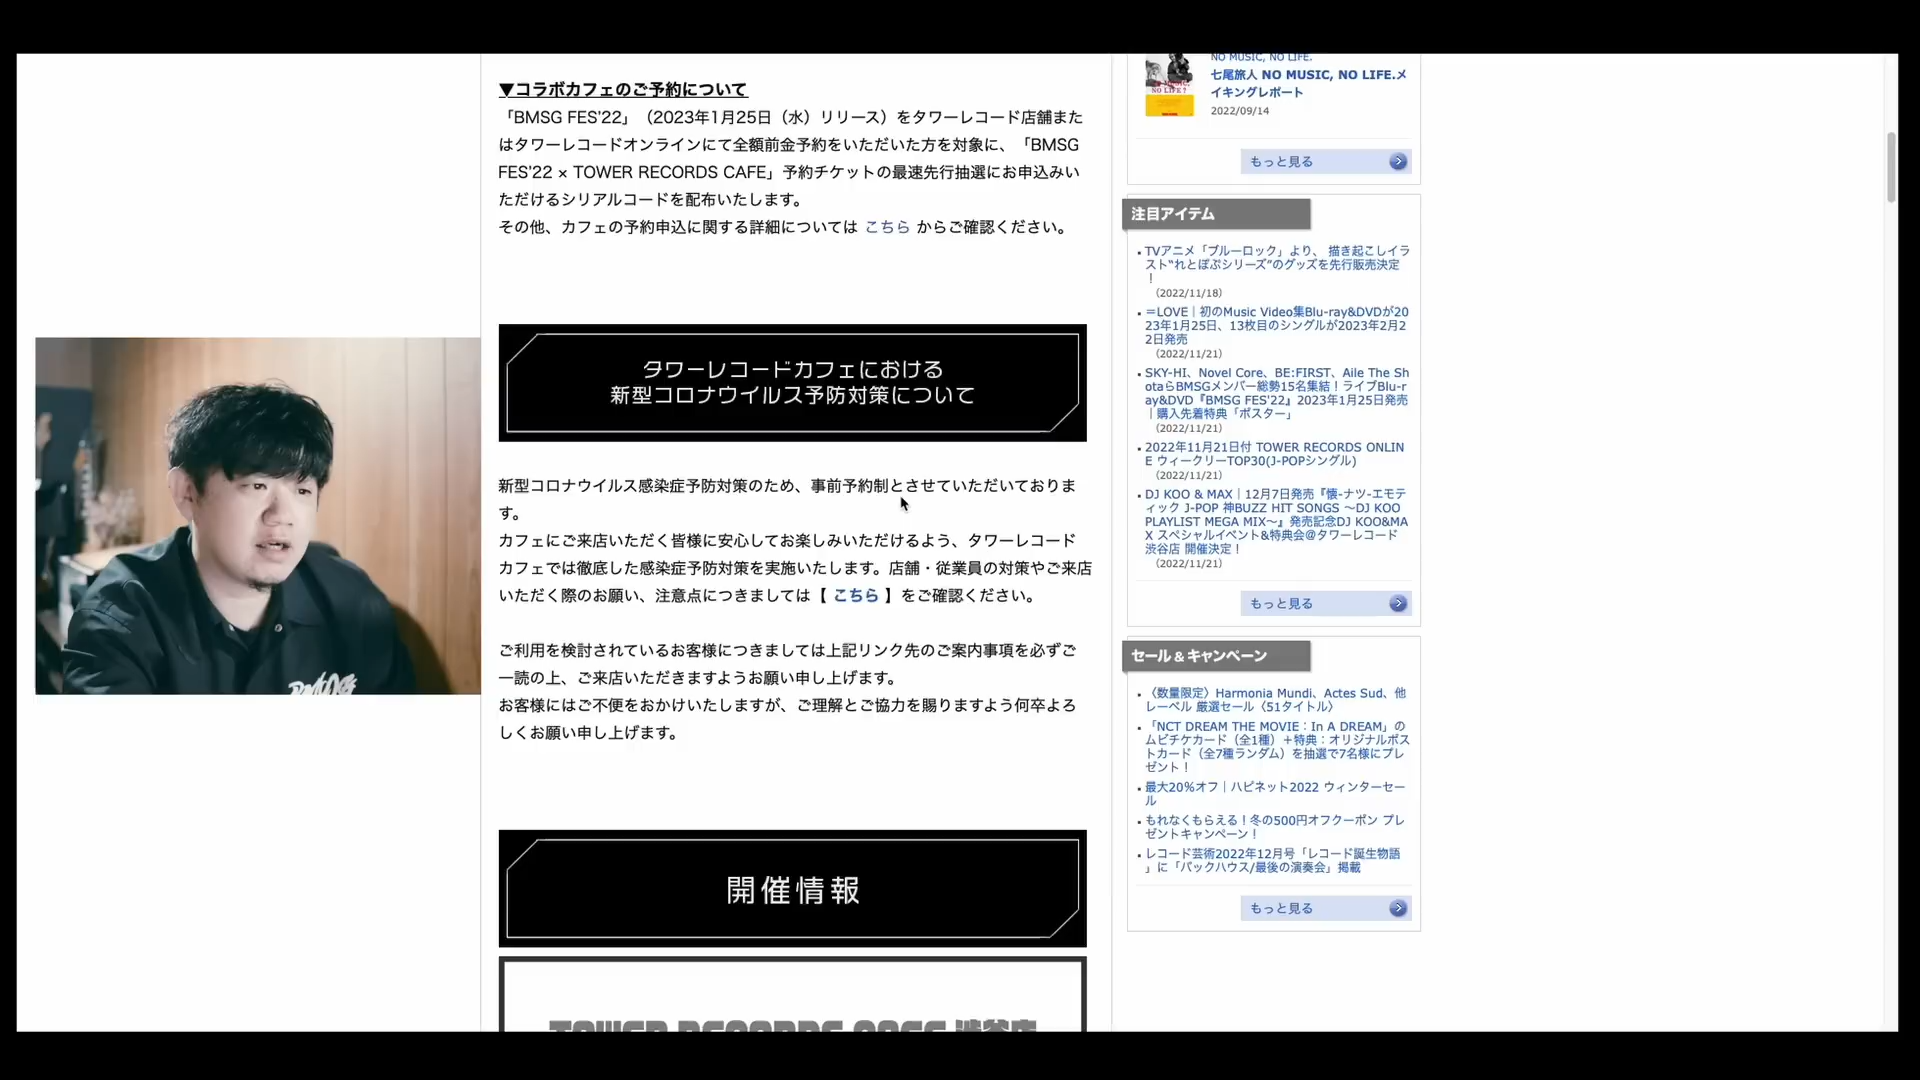 ▼コラボカフェのご予約について
「BMSG FES'22」（2023年1月25日（水）リリース）をタワーレコード店舗また
はタワーレコードオンラインにて全額前金予約をいただいた方を対象に、「BMSG
FES'22 × TOWER RECORDS CAFE」予約チケットの最速先行抽選にお申込みい
ただけるシリアルコードを配布いたします。
その他、カフェの予約申込に関する詳細については こちら からご確認ください。
タワーレコードカフェにおける
新型コロナウイルス予防対策について
新型コロナウイルス感染症予防対策のため、事前予約制とさせていただいておりま
す。
カフェにご来店いただく皆様に安心してお楽しみいただけるよう、タワーレコード
カフェでは徹底した感染症予防対策を実施いたします。店舗・従業員の対策やご来店
いただく際のお願い、注意点につきましては【 こちら 】をご確認ください。
ご利用を検討されているお客様につきましては上記リンク先のご案内事項を必ずご
一読の上、ご来店いただきますようお願い申し上げます。
お客様にはご不便をおかけいたしますが、ご理解とご協力を賜りますよう何卒よろ
しくお願い申し上げます。
開催情報
TOWER RECORDS CAFE 渋谷店
NO MUSIC, NO LIFE.
七尾旅人 NO MUSIC, NO LIFE.メ
イキングレポート
2022/09/14
もっと見る
注目アイテム
TVアニメ「ブルーロック」より、 描き起こしイラ
スト“れとぽぷシリーズ”のグッズを先行販売決定
！
（2022/11/18）
＝LOVE｜初のMusic Video集Blu-ray&DVDが20
23年1月25日、13枚目のシングルが2023年2月2
2日発売
（2022/11/21）
SKY-HI、Novel Core、BE:FIRST、Aile The Sh
otaらBMSGメンバー総勢15名集結！ライブBlu-r
ay&DVD『BMSG FES'22』2023年1月25日発売
｜購入先着特典「ポスター」
（2022/11/21）
2022年11月21日付 TOWER RECORDS ONLIN
E ウィークリーTOP30(J-POPシングル)
（2022/11/21）
DJ KOO & MAX｜12月7日発売『懐-ナツ-エモテ
ィック J-POP 神BUZZ HIT SONGS ～DJ KOO
PLAYLIST MEGA MIX～』発売記念DJ KOO&MA
X スペシャルイベント&特典会@タワーレコード
渋谷店 開催決定！
（2022/11/21）
もっと見る
セール＆キャンペーン
〈数量限定〉Harmonia Mundi、Actes Sud、他
レーベル 厳選セール〈51タイトル〉
「NCT DREAM THE MOVIE：In A DREAM」の
ムビチケカード（全1種）＋特典：オリジナルポス
トカード（全7種ランダム）を抽選で7名様にプレ
ゼント！
最大20％オフ｜ハピネット2022 ウィンターセー
ル
もれなくもらえる！冬の500円オフクーポン プレ
ゼントキャンペーン！
レコード芸術2022年12月号「レコード誕生物語
」に「バックハウス/最後の演奏会」掲載
もっと見る